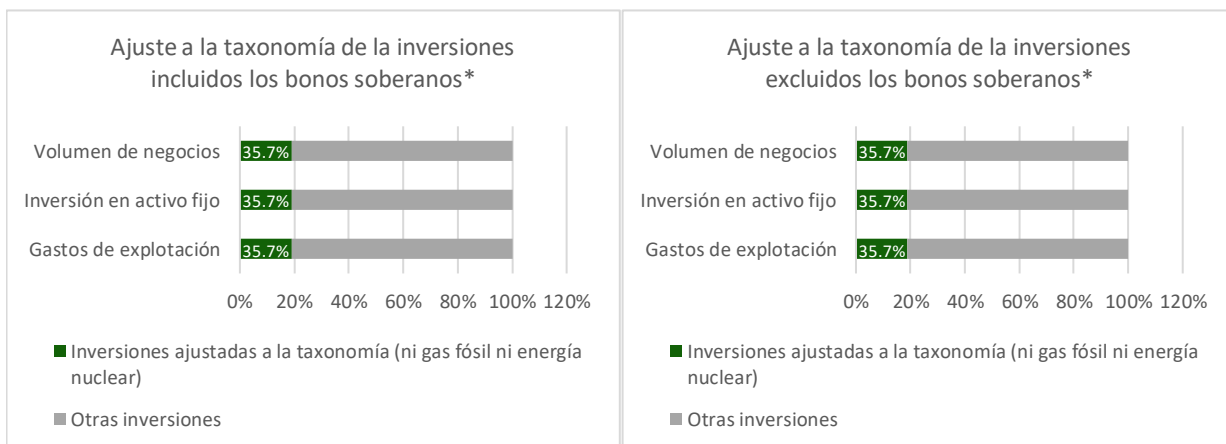 Ajuste a la taxonomía de la inversiones
incluidos los bonos soberanos*
Volumen de negocios
35.7%
Inversión en activo fijo
35.7%
Gastos de explotación
35.7%
0% 20% 40% 60% 80% 100% 120%
Inversiones ajustadas a la taxonomía (ni gas fósil ni energía
nuclear)
Otras inversiones
Ajuste a la taxonomía de la inversiones
excluidos los bonos soberanos*
Volumen de negocios
35.7%
Inversión en activo fijo
35.7%
Gastos de explotación
35.7%
0% 20% 40% 60% 80% 100% 120%
Inversiones ajustadas a la taxonomía (ni gas fósil ni energía
nuclear)
Otras inversiones